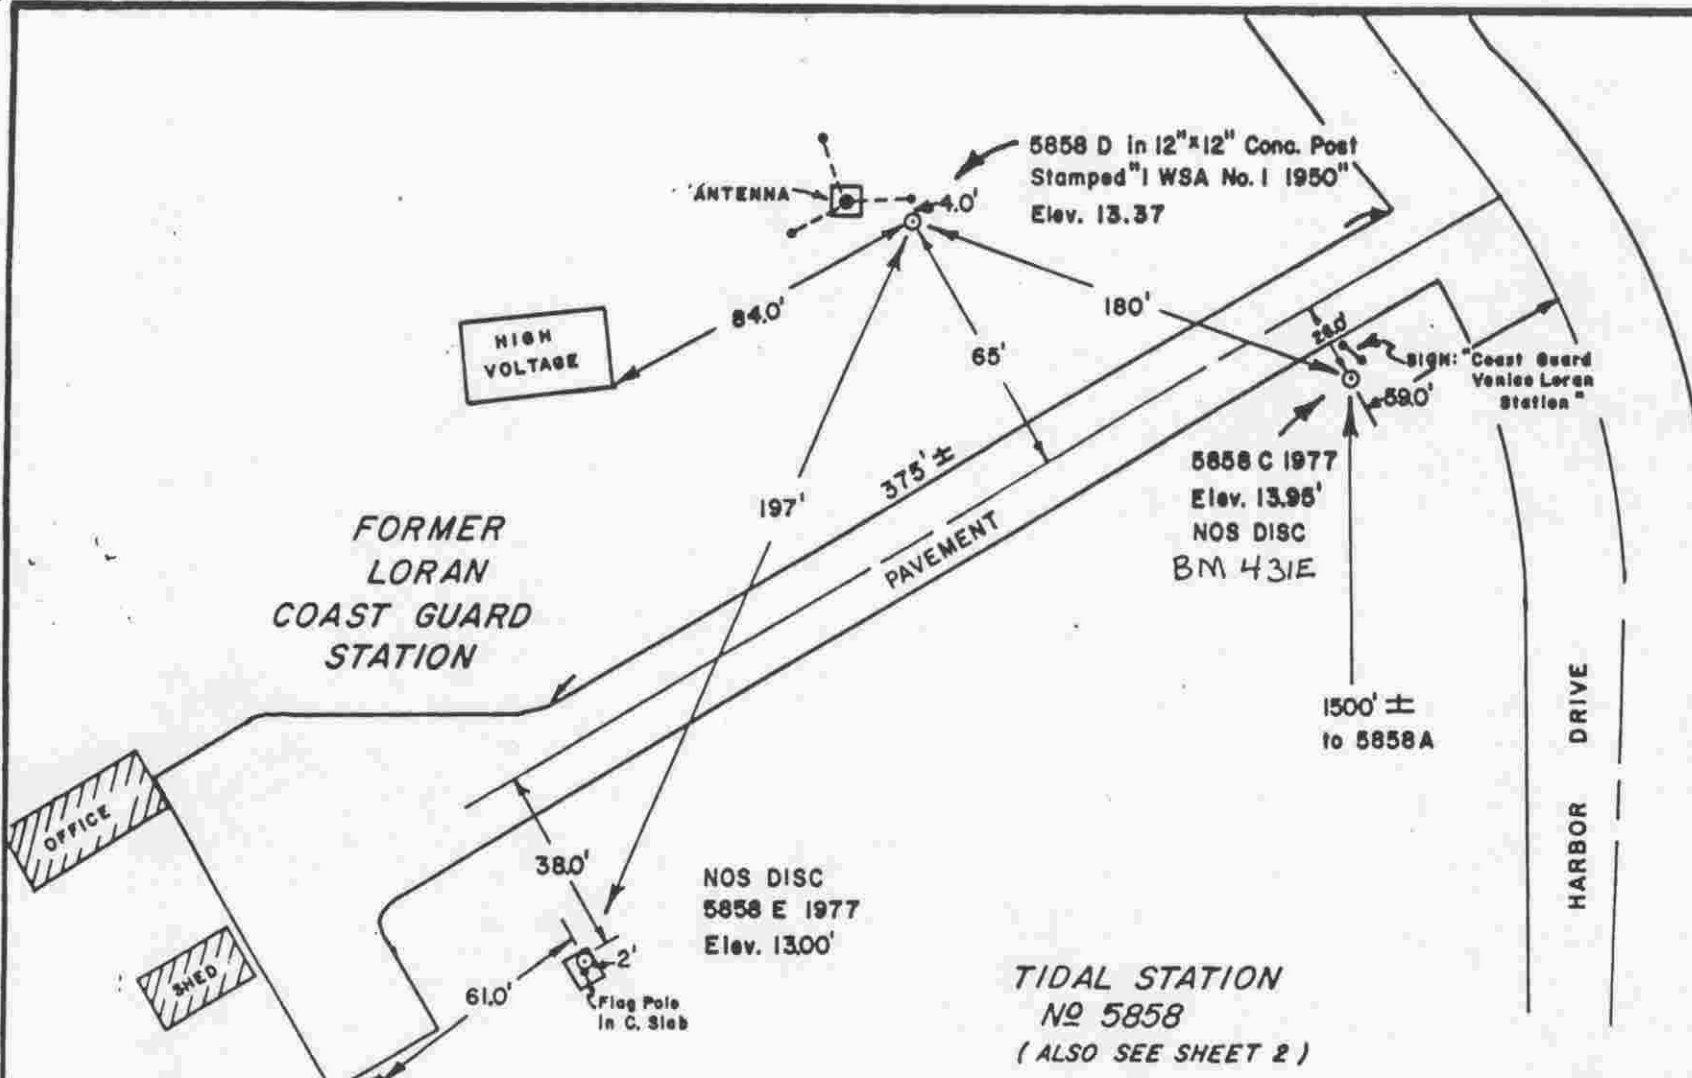 5858 D in 12"x12" Conc. Post
Stamped "1 WSA No. 1 1950"
Elev. 13.37
ANTENNA
4.0'
HIGH
VOLTAGE
84.0'
180'
65'
28.0'
SIGN: "Coast Guard
Venice Loran
Station"
59.0'
5858 C 1977
Elev. 13.95'
NOS DISC
BM 431E
375' ±
197'
PAVEMENT
FORMER
LORAN
COAST GUARD
STATION
1500' ±
to 5858A
HARBOR DRIVE
OFFICE
SHED
38.0'
NOS DISC
5858 E 1977
Elev. 13.00'
2'
61.0'
Flag Pole
in C. Slab
TIDAL STATION
Nº 5858
( ALSO SEE SHEET 2 )